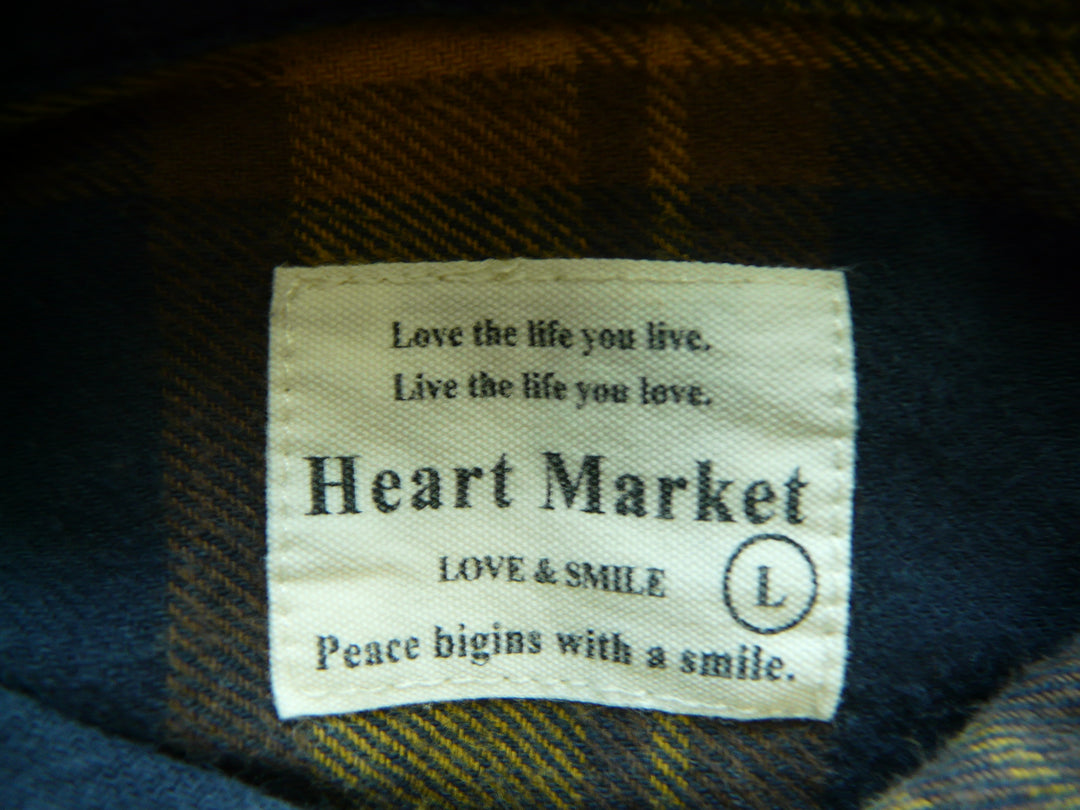 Love the life you live.
Live the life you love.
Heart Market
LOVE & SMILE
L
Peace bigins with a smile.